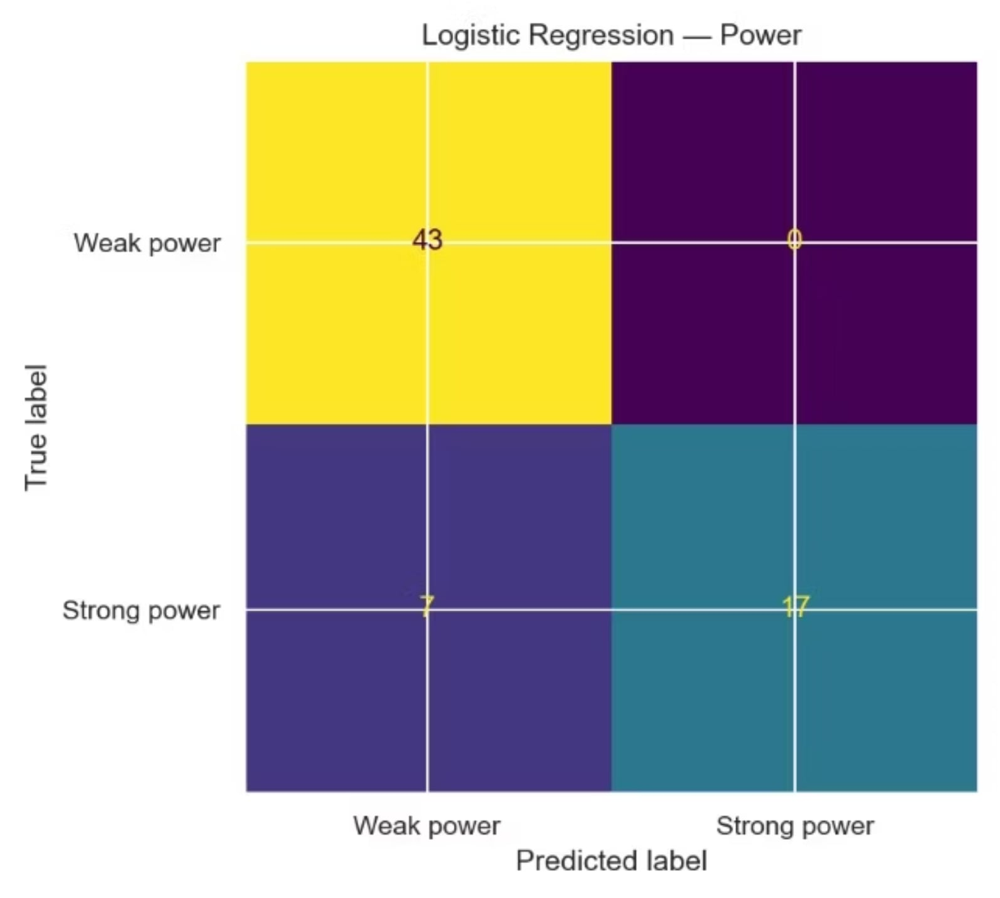 Logistic Regression — Power
True label
Weak power
43 0
Strong power
7 17
Weak power Strong power
Predicted label